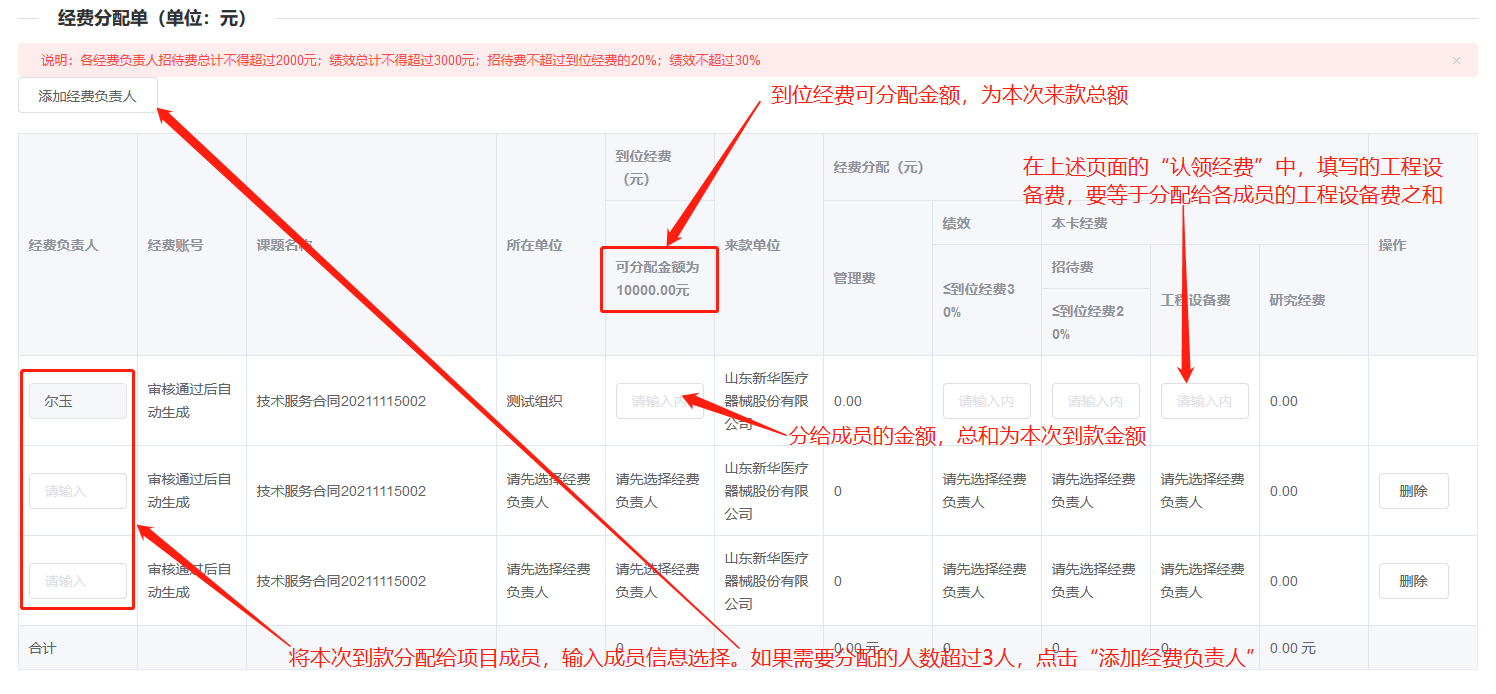 经费分配单（单位：元）
说明：各经费负责人招待费总计不得超过2000元；绩效总计不得超过3000元；招待费不超过到位经费的20%；绩效不超过30%
×
添加经费负责人
到位经费可分配金额，为本次来款总额
在上述页面的“认领经费”中，填写的工程设
备费，要等于分配给各成员的工程设备费之和
经费负责人
经费账号
课题名称
所在单位
到位经费
（元）
可分配金额为
10000.00元
来款单位
经费分配（元）
管理费
绩效
≤到位经费3
0%
本卡经费
招待费
≤到位经费2
0%
工程设备费
研究经费
操作
尔玉
审核通过后自
动生成
技术服务合同20211115002
测试组织
请输入内
山东新华医疗
器械股份有限
公司
0.00
请输入内
请输入内
请输入内
0.00
分给成员的金额，总和为本次到款金额
请输入
审核通过后自
动生成
技术服务合同20211115002
请先选择经费
负责人
请先选择经费
负责人
山东新华医疗
器械股份有限
公司
0
请先选择经费
负责人
请先选择经费
负责人
请先选择经费
负责人
0.00
删除
请输入
审核通过后自
动生成
技术服务合同20211115002
请先选择经费
负责人
请先选择经费
负责人
山东新华医疗
器械股份有限
公司
0
请先选择经费
负责人
请先选择经费
负责人
请先选择经费
负责人
0.00
删除
合计
0
0.00 元
0
0
0
0.00 元
将本次到款分配给项目成员，输入成员信息选择。如果需要分配的人数超过3人，点击“添加经费负责人”